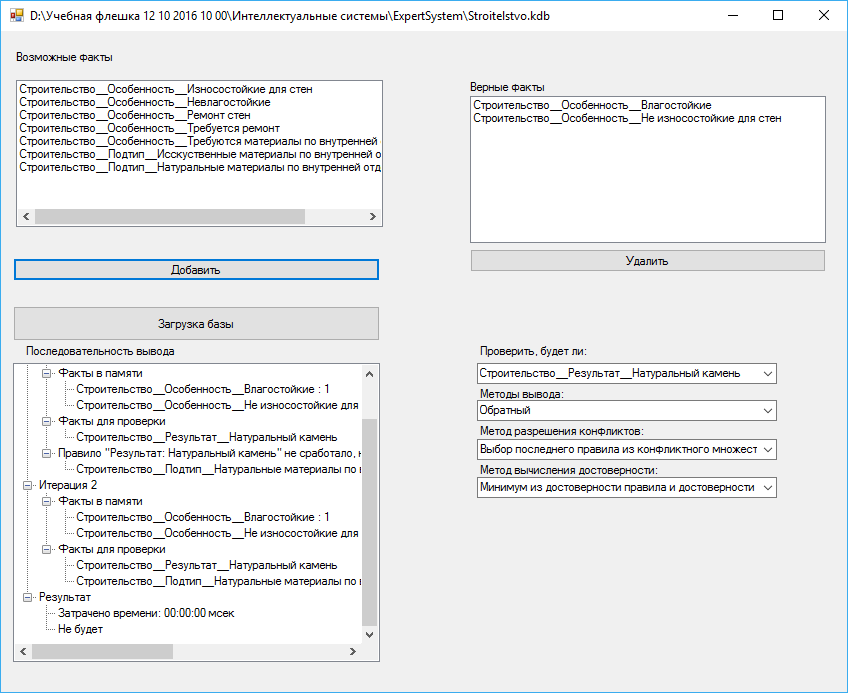 D:\Учебная флешка 12 10 2016 10 00\Интеллектуальные системы\ExpertSystem\Stroitelstvo.kdb
Возможные факты
Строительство__Особенность__Износостойкие для стен
Строительство__Особенность__Невлагостойкие
Строительство__Особенность__Ремонт стен
Строительство__Особенность__Требуется ремонт
Строительство__Особенность__Требуются материалы по внутренней
Строительство__Подтип__Исскуственные материалы по внутренней о
Строительство__Подтип__Натуральные материалы по внутренней отд
Верные факты
Строительство__Особенность__Влагостойкие
Строительство__Особенность__Не износостойкие для стен
Добавить
Удалить
Загрузка базы
Последовательность вывода
Факты в памяти
Строительство__Особенность__Влагостойкие : 1
Строительство__Особенность__Не износостойкие для
Факты для проверки
Строительство__Результат__Натуральный камень
Правило "Результат: Натуральный камень" не сработало, н
Строительство__Подтип__Натуральные материалы по в
Итерация 2
Факты в памяти
Строительство__Особенность__Влагостойкие : 1
Строительство__Особенность__Не износостойкие для
Факты для проверки
Строительство__Результат__Натуральный камень
Строительство__Подтип__Натуральные материалы по в
Результат
Затрачено времени: 00:00:00 мсек
Не будет
Проверить, будет ли:
Строительство__Результат__Натуральный камень
Методы вывода:
Обратный
Метод разрешения конфликтов:
Выбор последнего правила из конфликтного множест
Метод вычисления достоверности:
Минимум из достоверности правила и достоверности